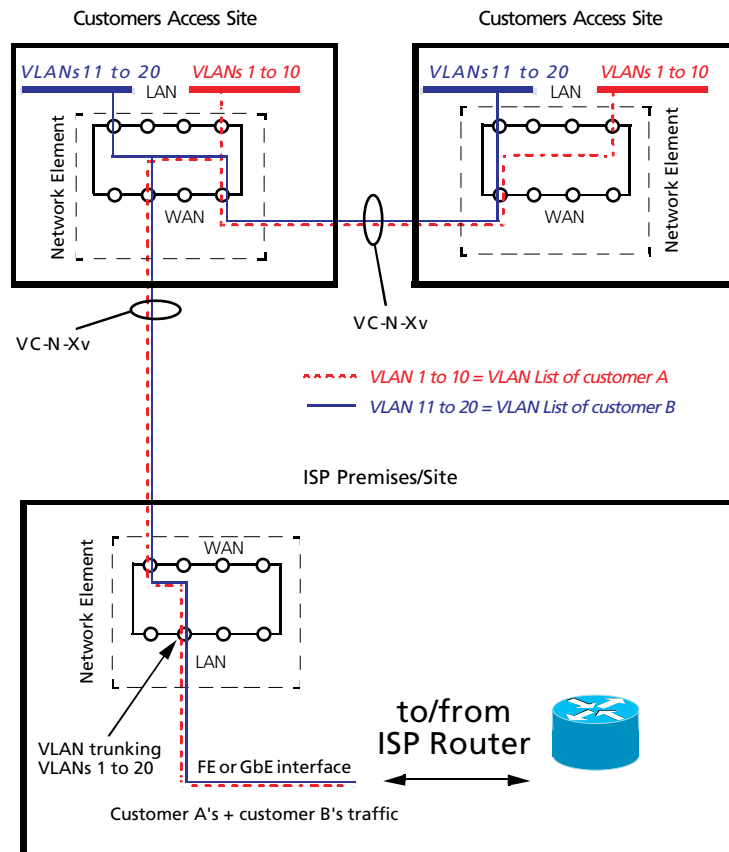 Customers Access Site
Customers Access Site
VLANs11 to 20
VLANs 1 to 10
LAN
VLANs11 to 20
VLANs 1 to 10
LAN
Network Element
WAN
WAN
Network Element
VC-N-Xv
VC-N-Xv
VLAN 1 to 10 = VLAN List of customer A
VLAN 11 to 20 = VLAN List of customer B
ISP Premises/Site
Network Element
WAN
LAN
VLAN trunking
VLANs 1 to 20
FE or GbE interface
to/from
ISP Router
Customer A's + customer B's traffic